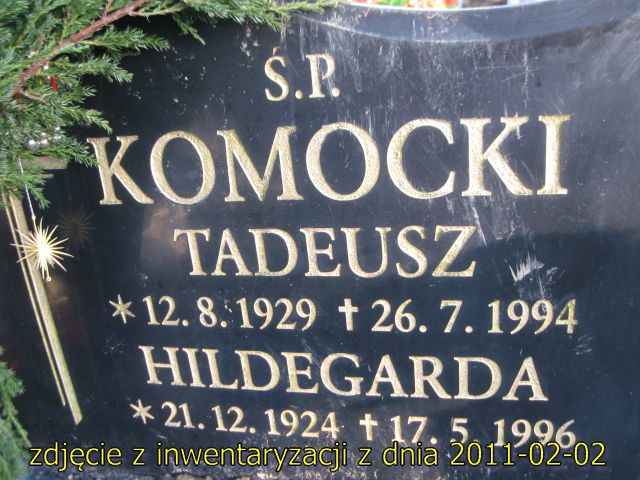 Ś.P.
KOMOCKI
TADEUSZ
* 12. 8. 1929 † 26. 7. 1994
HILDEGARDA
* 21. 12. 1924 † 17. 5. 1996
zdjęcie z inwentaryzacji z dnia 2011-02-02